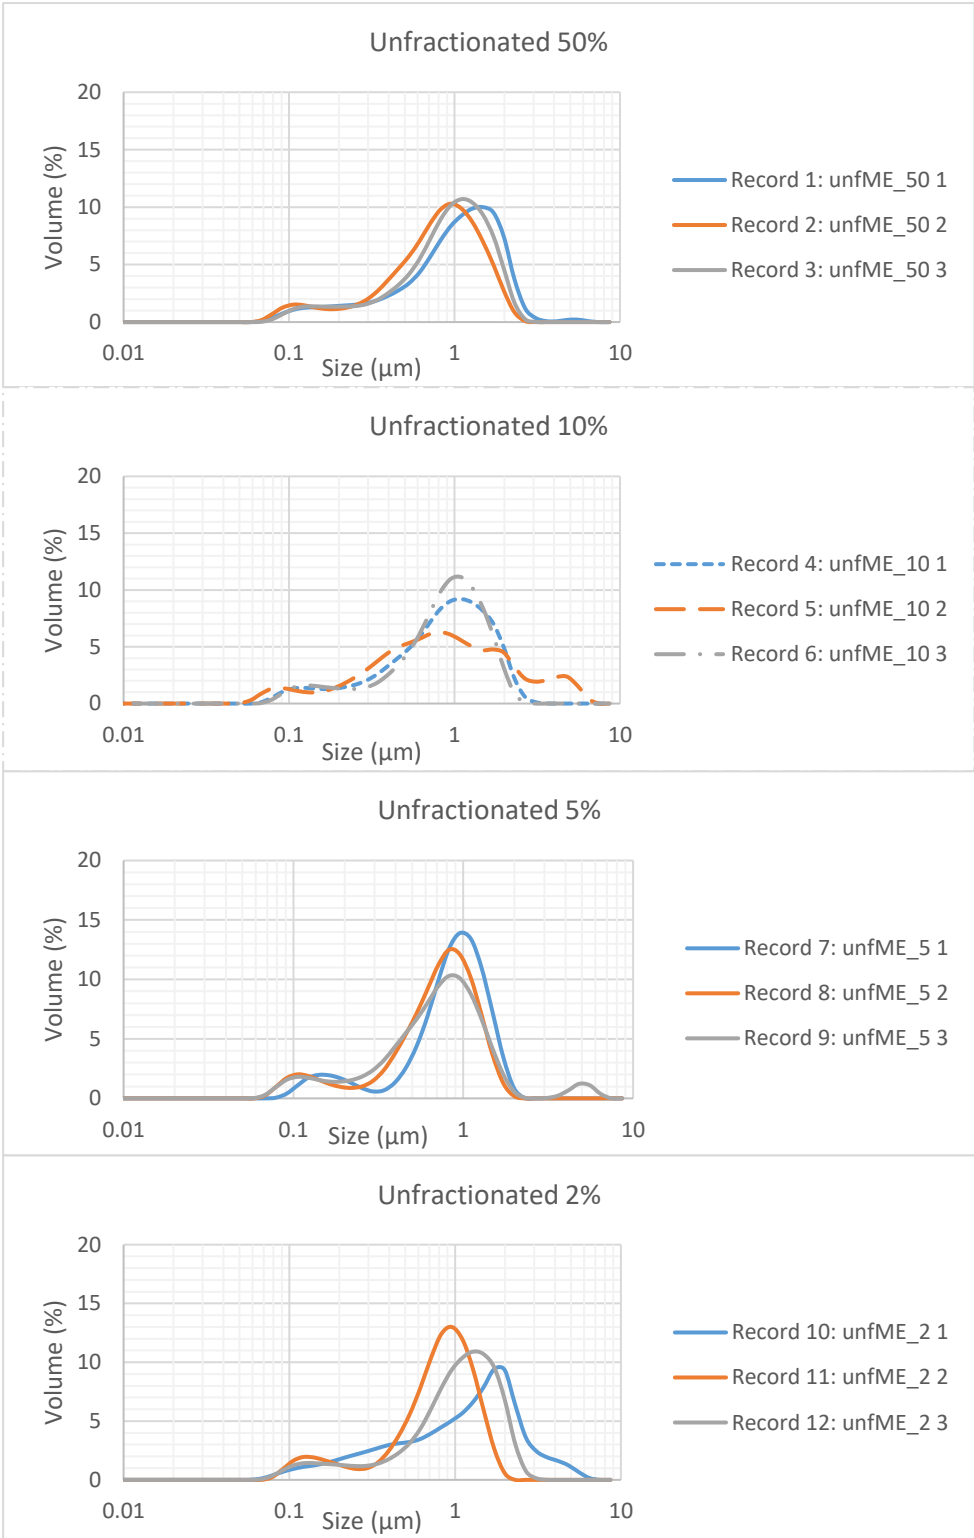 Unfractionated 50%
20
15
10
5
0
Volume (%)
0.01 0.1 1 10
Size (µm)
Record 1: unfME_50 1
Record 2: unfME_50 2
Record 3: unfME_50 3
Unfractionated 10%
20
15
10
5
0
Volume (%)
0.01 0.1 1 10
Size (µm)
Record 4: unfME_10 1
Record 5: unfME_10 2
Record 6: unfME_10 3
Unfractionated 5%
20
15
10
5
0
Volume (%)
0.01 0.1 1 10
Size (µm)
Record 7: unfME_5 1
Record 8: unfME_5 2
Record 9: unfME_5 3
Unfractionated 2%
20
15
10
5
0
Volume (%)
0.01 0.1 1 10
Size (µm)
Record 10: unfME_2 1
Record 11: unfME_2 2
Record 12: unfME_2 3